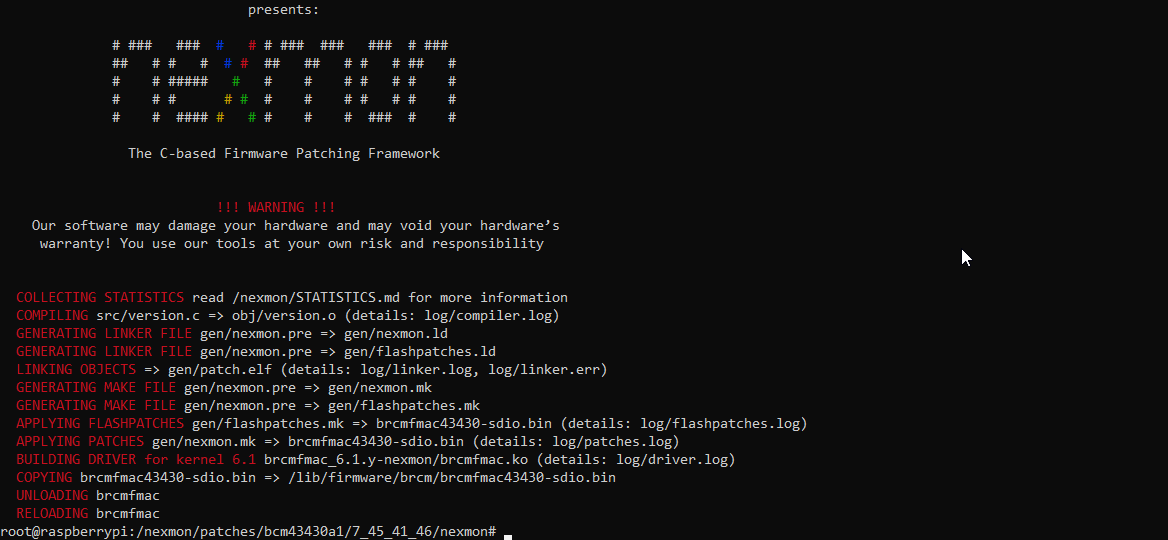 presents:
# ###   ###  #   # # ###  ###   ###  # ###
##   # #   #  # #  ##   ##   # #   # ##   #
#    # #####   #   #    #    # #   # #    #
#    # #      # #  #    #    # #   # #    #
#    #  #### #   # #    #    #  ###  #    #
The C-based Firmware Patching Framework
!!! WARNING !!!
Our software may damage your hardware and may void your hardware’s
warranty! You use our tools at your own risk and responsibility
COLLECTING STATISTICS read /nexmon/STATISTICS.md for more information
COMPILING src/version.c => obj/version.o (details: log/compiler.log)
GENERATING LINKER FILE gen/nexmon.pre => gen/nexmon.ld
GENERATING LINKER FILE gen/nexmon.pre => gen/flashpatches.ld
LINKING OBJECTS => gen/patch.elf (details: log/linker.log, log/linker.err)
GENERATING MAKE FILE gen/nexmon.pre => gen/nexmon.mk
GENERATING MAKE FILE gen/nexmon.pre => gen/flashpatches.mk
APPLYING FLASHPATCHES gen/flashpatches.mk => brcmfmac43430-sdio.bin (details: log/flashpatches.log)
APPLYING PATCHES gen/nexmon.mk => brcmfmac43430-sdio.bin (details: log/patches.log)
BUILDING DRIVER for kernel 6.1 brcmfmac_6.1.y-nexmon/brcmfmac.ko (details: log/driver.log)
COPYING brcmfmac43430-sdio.bin => /lib/firmware/brcm/brcmfmac43430-sdio.bin
UNLOADING brcmfmac
RELOADING brcmfmac
root@raspberrypi:/nexmon/patches/bcm43430a1/7_45_41_46/nexmon#